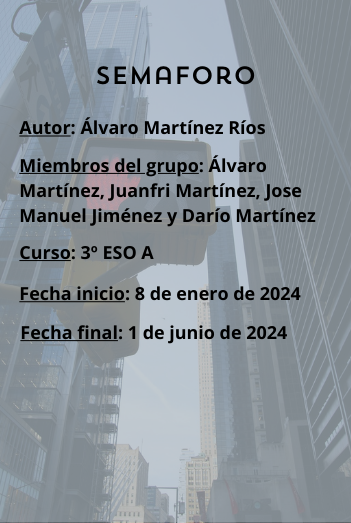 SEMAFORO
Autor: Álvaro Martínez Ríos
Miembros del grupo: Álvaro
Martínez, Juanfri Martínez, Jose
Manuel Jiménez y Darío Martínez
Curso: 3º ESO A
Fecha inicio: 8 de enero de 2024
Fecha final: 1 de junio de 2024